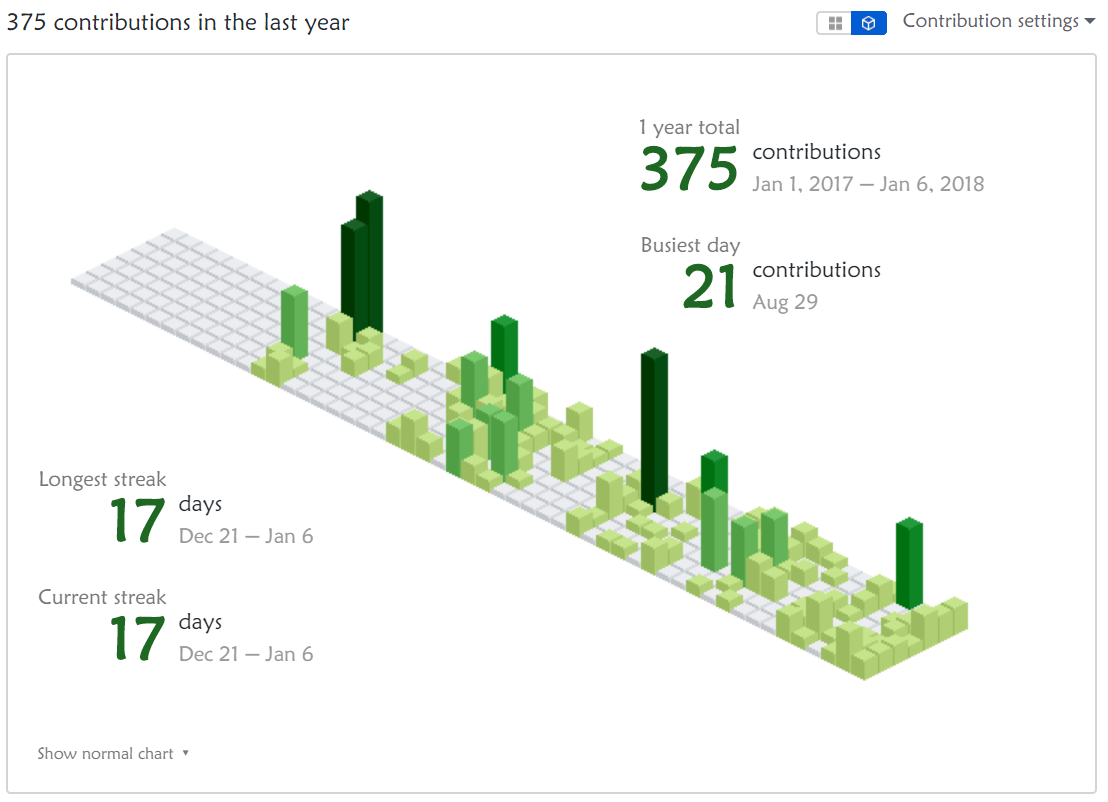 375 contributions in the last year
Contribution settings
1 year total
375 contributions
Jan 1, 2017 — Jan 6, 2018
Busiest day
21 contributions
Aug 29
Longest streak
17 days
Dec 21 — Jan 6
Current streak
17 days
Dec 21 — Jan 6
Show normal chart